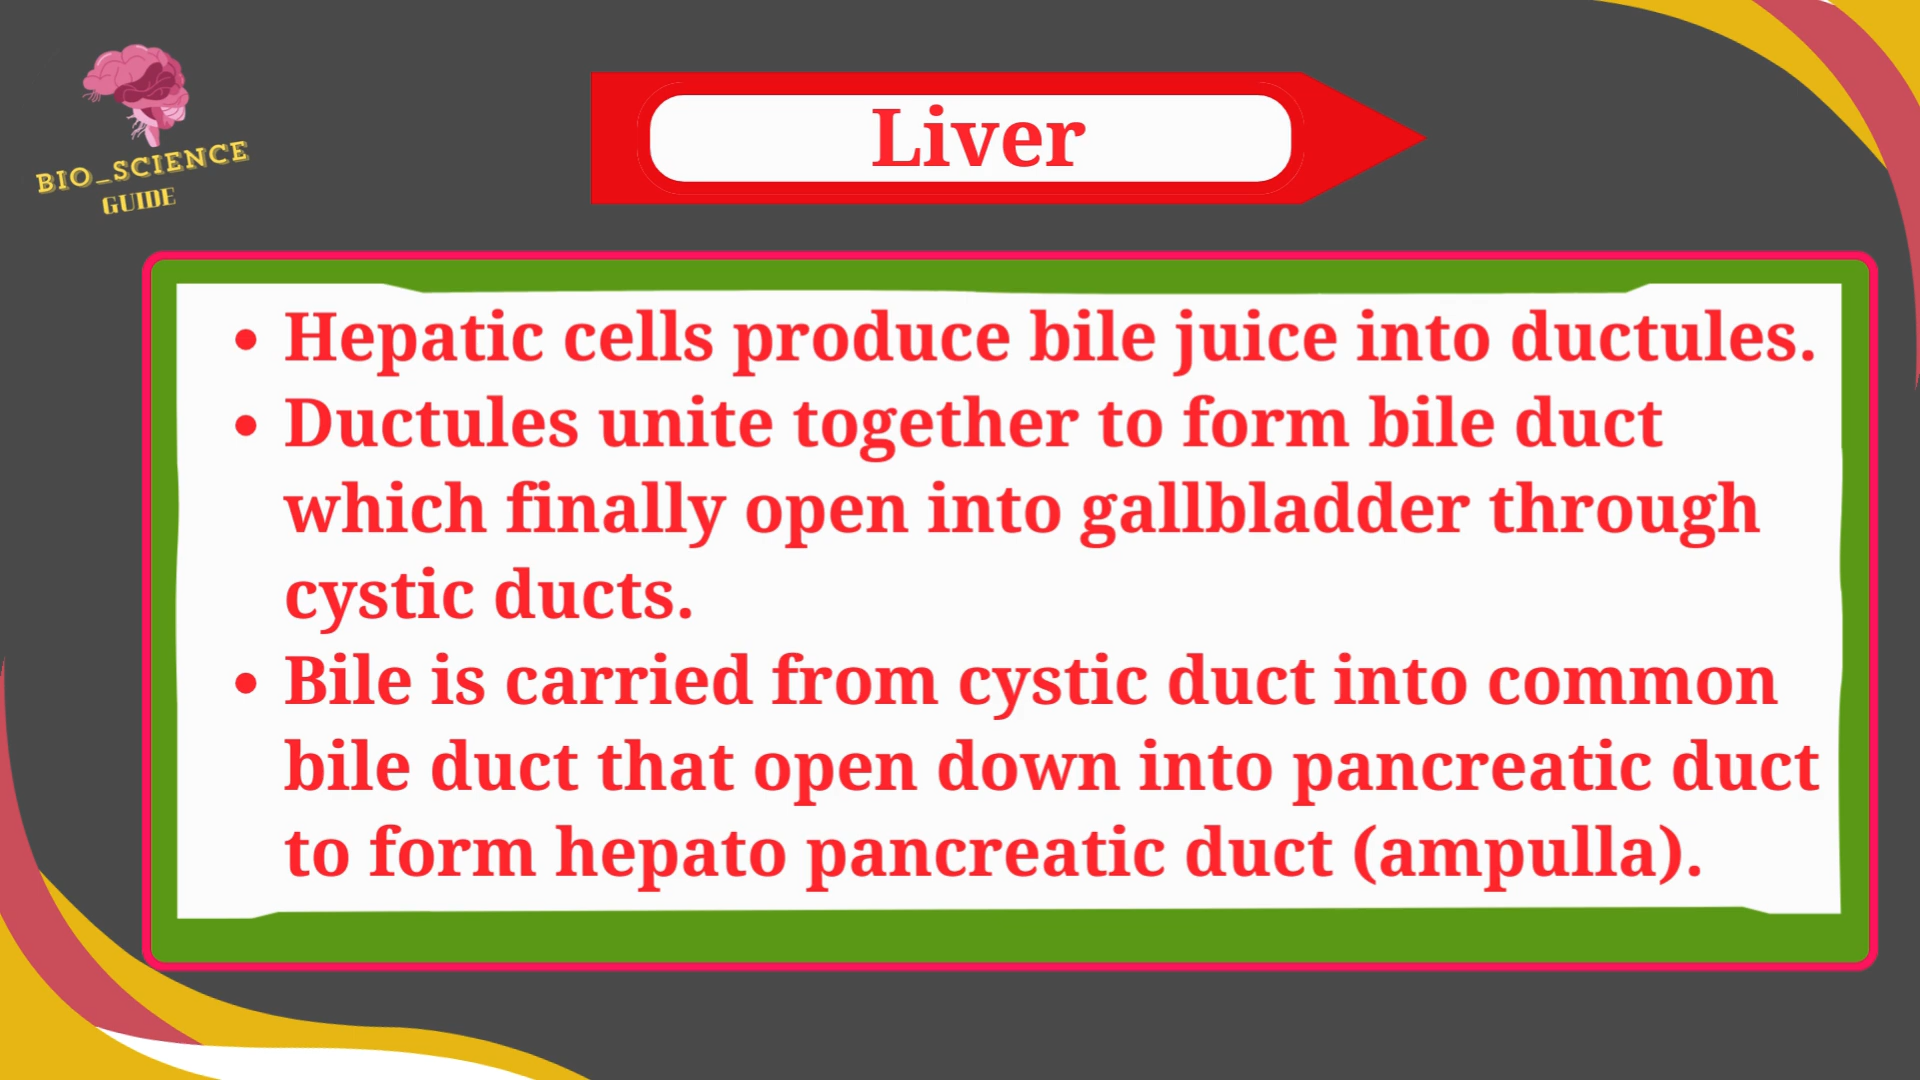 BIO_SCIENCE
GUIDE
Liver
• Hepatic cells produce bile juice into ductules.
• Ductules unite together to form bile duct
which finally open into gallbladder through
cystic ducts.
• Bile is carried from cystic duct into common
bile duct that open down into pancreatic duct
to form hepato pancreatic duct (ampulla).